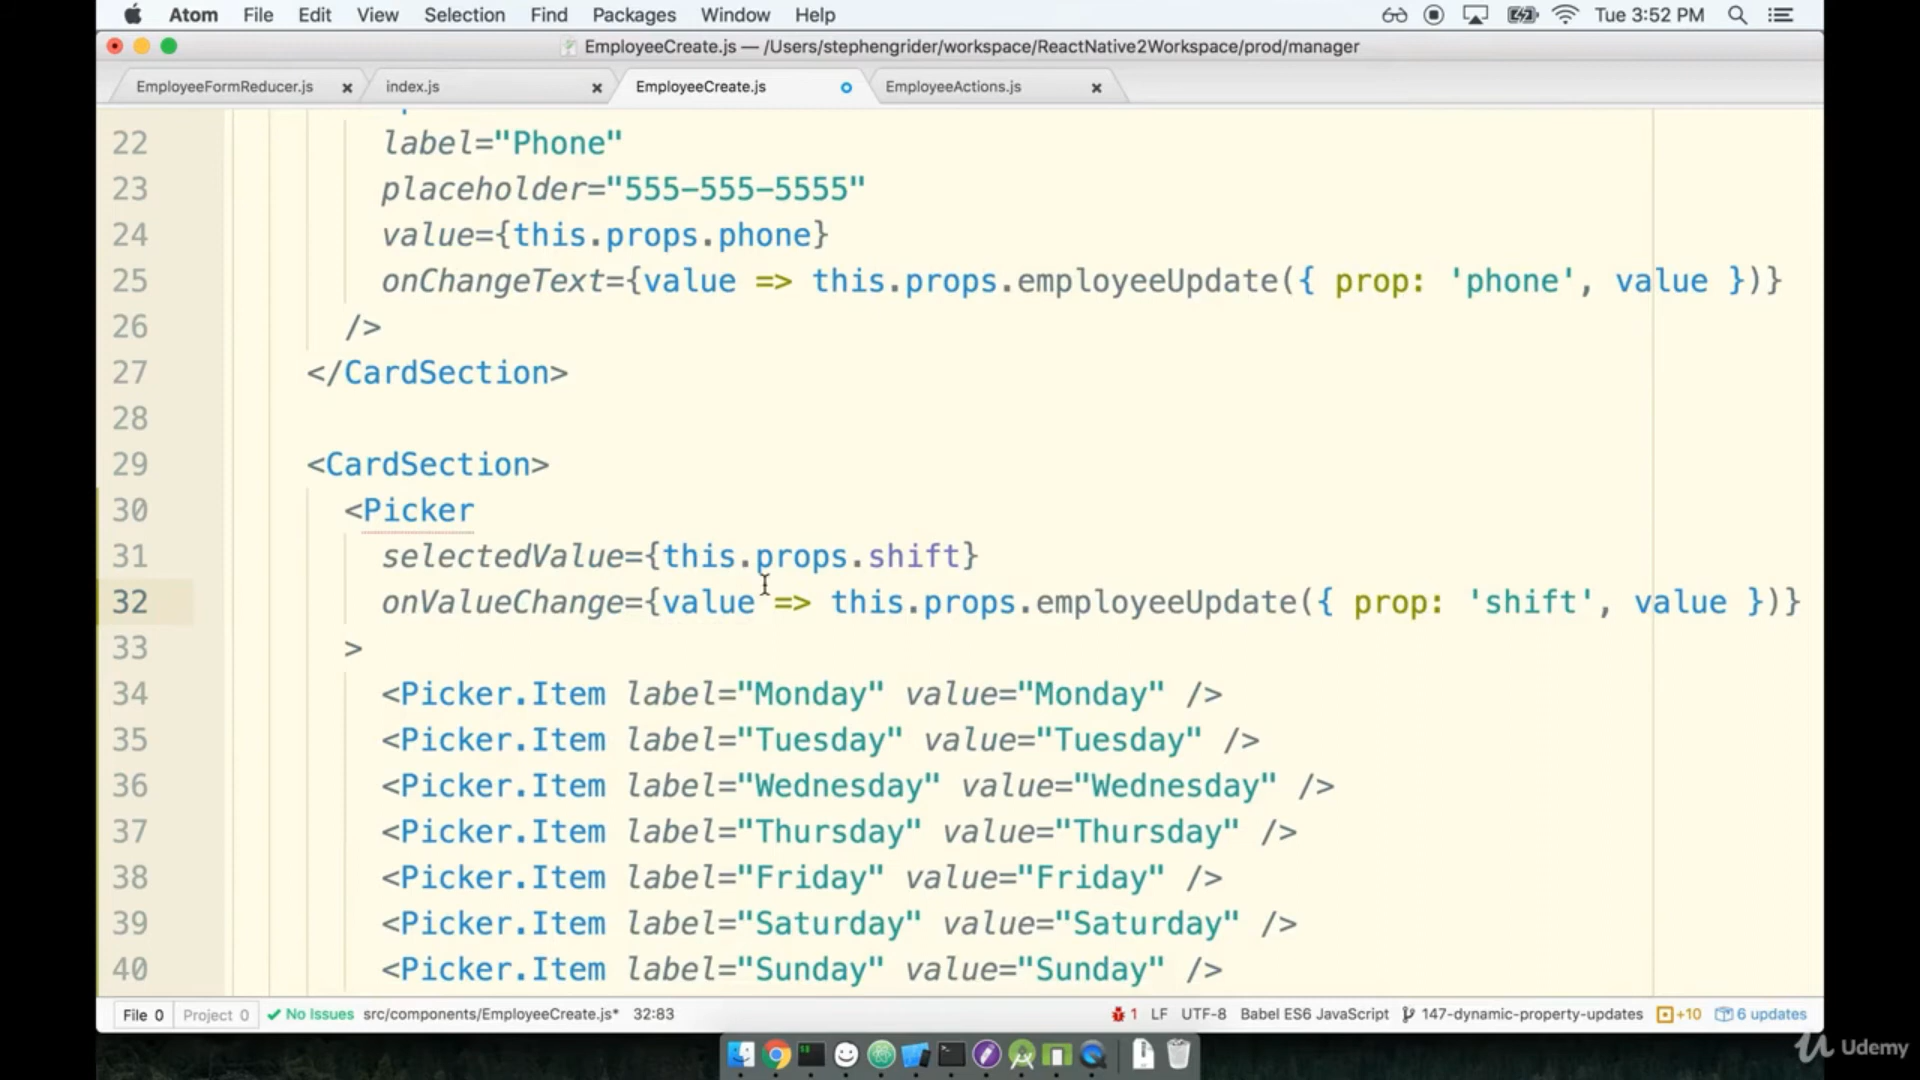 Atom File Edit View Selection Find Packages Window Help Tue 3:52 PM
EmployeeCreate.js — /Users/stephengrider/workspace/ReactNative2Workspace/prod/manager
EmployeeFormReducer.js index.js EmployeeCreate.js EmployeeActions.js
22 label="Phone"
23 placeholder="555-555-5555"
24 value={this.props.phone}
25 onChangeText={value => this.props.employeeUpdate({ prop: 'phone', value })}
26 />
27 </CardSection>
28
29 <CardSection>
30 <Picker
31 selectedValue={this.props.shift}
32 onValueChange={value => this.props.employeeUpdate({ prop: 'shift', value })}
33 >
34 <Picker.Item label="Monday" value="Monday" />
35 <Picker.Item label="Tuesday" value="Tuesday" />
36 <Picker.Item label="Wednesday" value="Wednesday" />
37 <Picker.Item label="Thursday" value="Thursday" />
38 <Picker.Item label="Friday" value="Friday" />
39 <Picker.Item label="Saturday" value="Saturday" />
40 <Picker.Item label="Sunday" value="Sunday" />
File 0 Project 0 No Issues src/components/EmployeeCreate.js* 32:83 1 LF UTF-8 Babel ES6 JavaScript 147-dynamic-property-updates +10 6 updates
Udemy